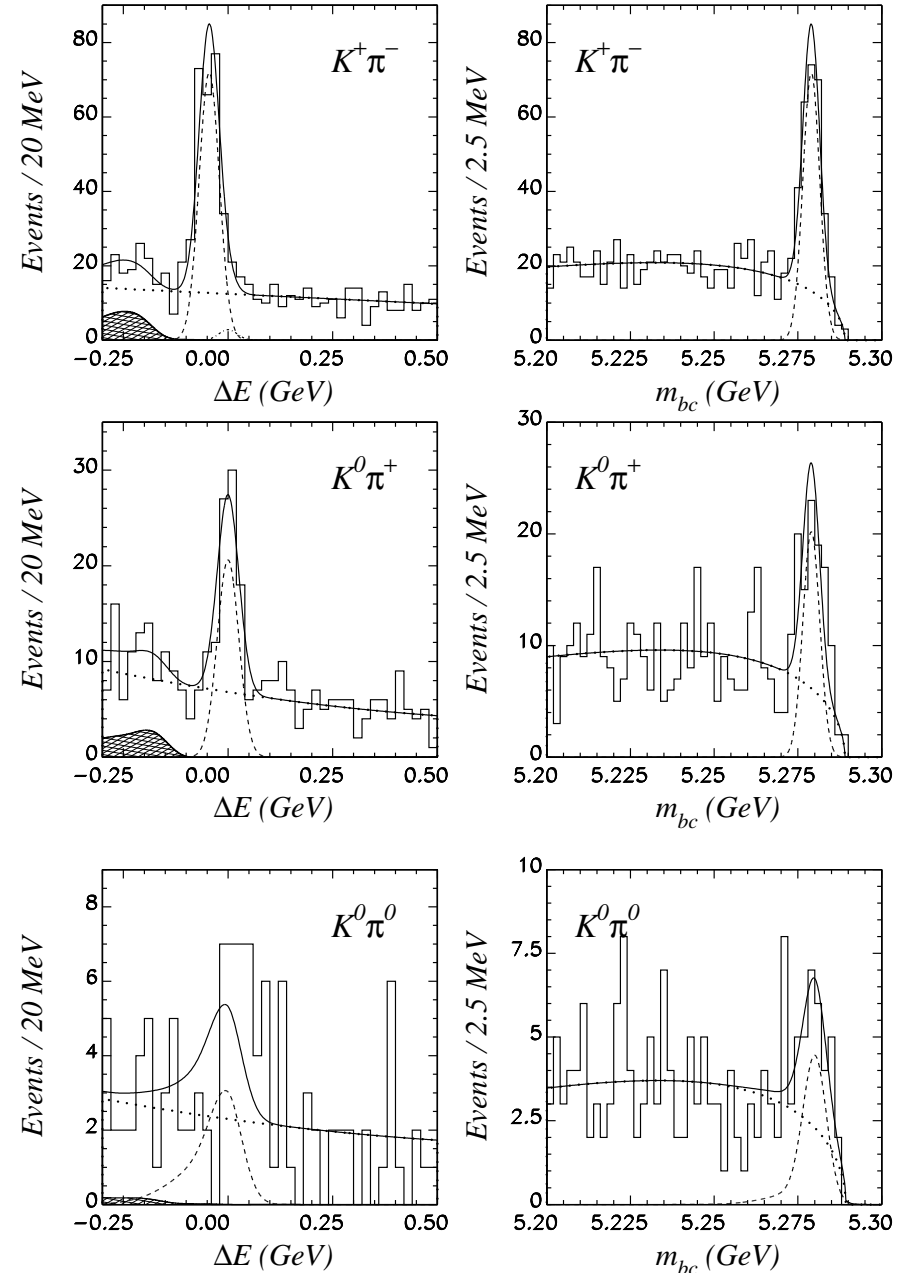 K⁺π⁻
Events / 20 MeV
80
60
40
20
0
−0.25 0.00 0.25 0.50
ΔE (GeV)
K⁺π⁻
Events / 2.5 MeV
80
60
40
20
0
5.20 5.225 5.25 5.275 5.30
m_bc (GeV)
K⁰π⁺
Events / 20 MeV
30
20
10
0
−0.25 0.00 0.25 0.50
ΔE (GeV)
K⁰π⁺
Events / 2.5 MeV
30
20
10
0
5.20 5.225 5.25 5.275 5.30
m_bc (GeV)
K⁰π⁰
Events / 20 MeV
8
6
4
2
0
−0.25 0.00 0.25 0.50
ΔE (GeV)
K⁰π⁰
Events / 2.5 MeV
10
7.5
5
2.5
0
5.20 5.225 5.25 5.275 5.30
m_bc (GeV)